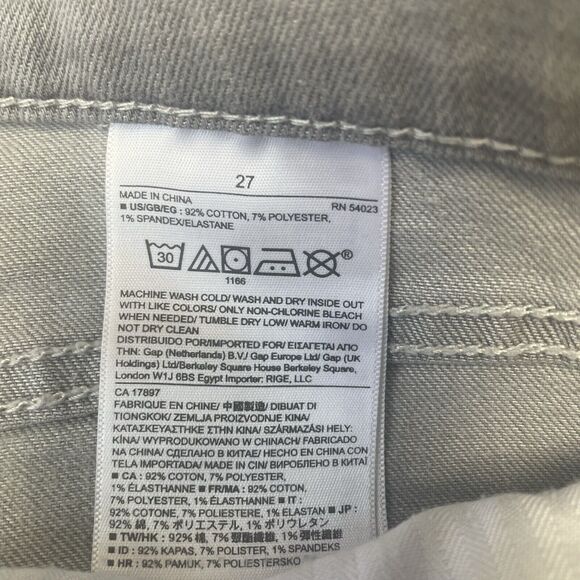 27
MADE IN CHINA RN 54023
■ US/GB/EG : 92% COTTON, 7% POLYESTER,
1% SPANDEX/ELASTANE
30
®
1166
MACHINE WASH COLD/ WASH AND DRY INSIDE OUT
WITH LIKE COLORS/ ONLY NON-CHLORINE BLEACH
WHEN NEEDED/ TUMBLE DRY LOW/ WARM IRON/ DO
NOT DRY CLEAN
DISTRIBUIDO POR/IMPORTED FOR/ ΕΙΣΑΓΕΤΑΙ ΑΠΟ
ΤΗΝ: Gap (Netherlands) B.V./ Gap Europe Ltd/ Gap (UK
Holdings) Ltd/Berkeley Square House Berkeley Square,
London W1J 6BS Egypt Importer: RIGE, LLC
CA 17897
FABRIQUE EN CHINE/ 中國製造/ DIBUAT DI
TIONGKOK/ ZEMLJA PROIZVODNJE KINA/
ΚΑΤΑΣΚΕΥΑΣΤΗΚΕ ΣΤΗΝ ΚΙΝΑ/ SZÁRMAZÁSI HELY:
KÍNA/ WYPRODUKOWANO W CHINACH/ FABRICADO
NA CHINA/ СДЕЛАНО В КИТАЕ/ HECHO EN CHINA CON
TELA IMPORTADA/ MACAT IN CIN/ ВИРОБЛЕНО В КИТАЇ
■ CA : 92% COTON, 7% POLYESTER,
1% ÉLASTHANNE ■ FR/MA : 92% COTON,
7% POLYESTER, 1% ÉLASTHANNE ■ IT :
92% COTONE, 7% POLIESTERE, 1% ELASTAN ■ JP :
92% 綿, 7% ポリエステル, 1% ポリウレタン
■ TW/HK : 92% 棉, 7% 聚酯纖維, 1% 彈性纖維
■ ID : 92% KAPAS, 7% POLISTER, 1% SPANDEKS
■ HR : 92% PAMUK, 7% POLIESTERSKO